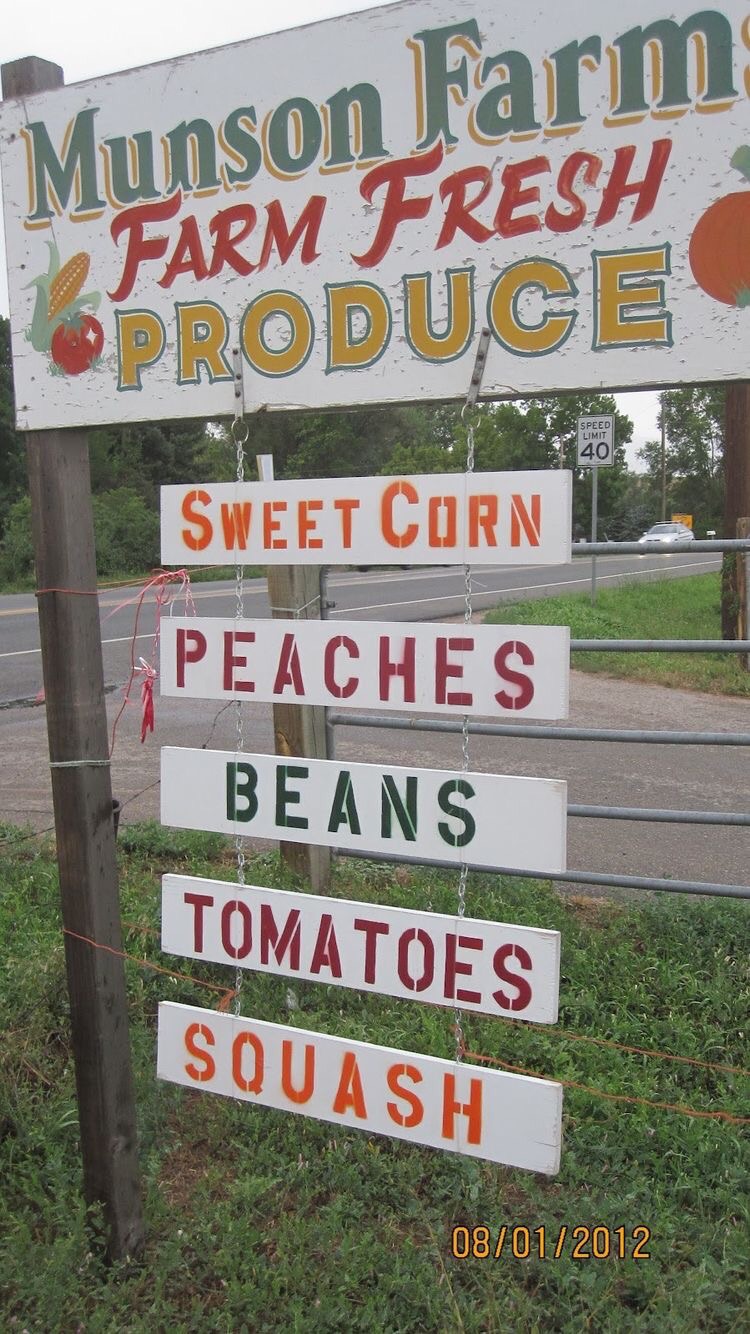 Munson Farms
FARM FRESH
PRODUCE
SPEED
LIMIT
40
SWEET CORN
PEACHES
BEANS
TOMATOES
SQUASH
08/01/2012